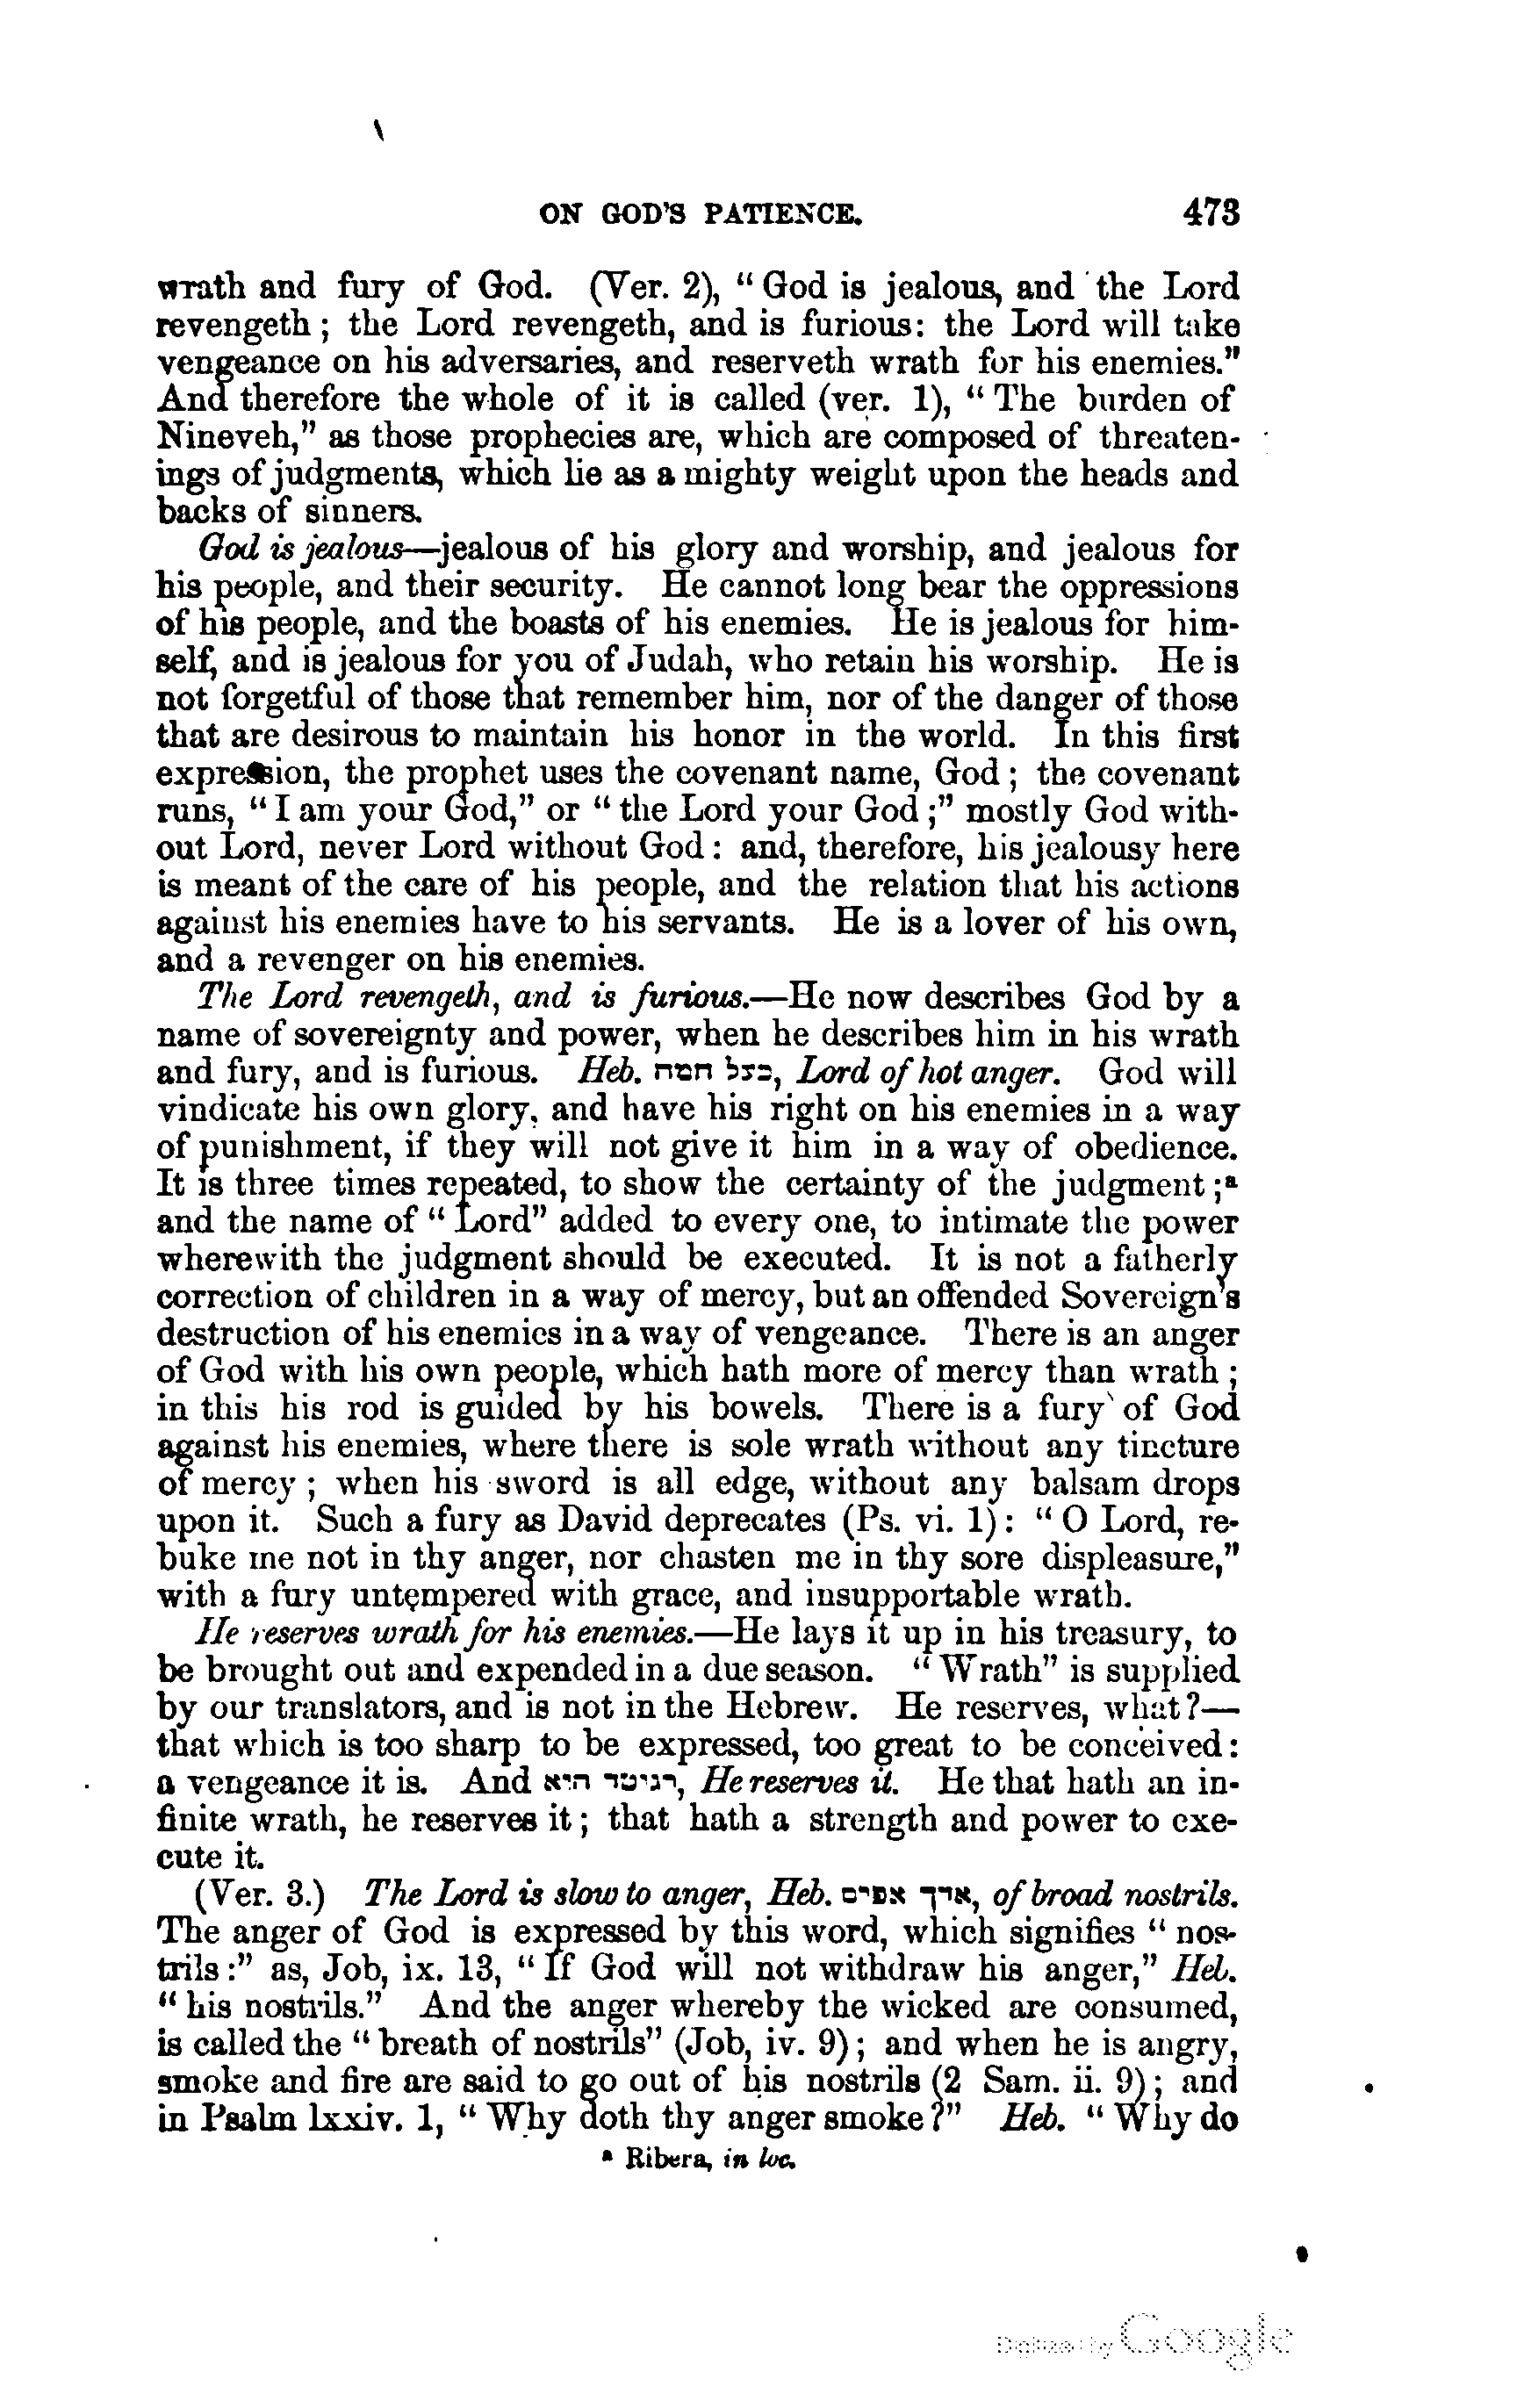 ON GOD'S PATIENCE. 473
wrath and fury of God. (Ver. 2), “God is jealous, and the Lord
revengeth; the Lord revengeth, and is furious: the Lord will take
vengeance on his adversaries, and reserveth wrath for his enemies.”
And therefore the whole of it is called (ver. 1), “The burden of
Nineveh,” as those prophecies are, which are composed of threaten-
ings of judgments, which lie as a mighty weight upon the heads and
backs of sinners.
God is jealous—jealous of his glory and worship, and jealous for
his people, and their security. He cannot long bear the oppressions
of his people, and the boasts of his enemies. He is jealous for him-
self, and is jealous for you of Judah, who retain his worship. He is
not forgetful of those that remember him, nor of the danger of those
that are desirous to maintain his honor in the world. In this first
expression, the prophet uses the covenant name, God; the covenant
runs, “I am your God,” or “the Lord your God;” mostly God with-
out Lord, never Lord without God: and, therefore, his jealousy here
is meant of the care of his people, and the relation that his actions
against his enemies have to his servants. He is a lover of his own,
and a revenger on his enemies.
The Lord revengeth, and is furious.—He now describes God by a
name of sovereignty and power, when he describes him in his wrath
and fury, and is furious. Heb. חמה, Lord of hot anger. God will
vindicate his own glory, and have his right on his enemies in a way
of punishment, if they will not give it him in a way of obedience.
It is three times repeated, to show the certainty of the judgment;ª
and the name of “Lord” added to every one, to intimate the power
wherewith the judgment should be executed. It is not a fatherly
correction of children in a way of mercy, but an offended Sovereign's
destruction of his enemies in a way of vengeance. There is an anger
of God with his own people, which hath more of mercy than wrath;
in this his rod is guided by his bowels. There is a fury of God
against his enemies, where there is sole wrath without any tincture
of mercy; when his sword is all edge, without any balsam drops
upon it. Such a fury as David deprecates (Ps. vi. 1): “O Lord, re-
buke me not in thy anger, nor chasten me in thy sore displeasure,”
with a fury untempered with grace, and insupportable wrath.
He reserves wrath for his enemies.—He lays it up in his treasury, to
be brought out and expended in a due season. “Wrath” is supplied
by our translators, and is not in the Hebrew. He reserves, what?—
that which is too sharp to be expressed, too great to be conceived:
a vengeance it is. And היא, He reserves it. He that hath an in-
finite wrath, he reserves it; that hath a strength and power to exe-
cute it.
(Ver. 3.) The Lord is slow to anger, Heb. ארך אפים, of broad nostrils.
The anger of God is expressed by this word, which signifies “nos-
trils:” as, Job, ix. 13, “If God will not withdraw his anger,” Heb.
“his nostrils.” And the anger whereby the wicked are consumed,
is called the “breath of nostrils” (Job, iv. 9); and when he is angry,
smoke and fire are said to go out of his nostrils (2 Sam. ii. 9); and
in Psalm lxxiv. 1, “Why doth thy anger smoke?” Heb. “Why do
ª Ribera, in loc.
Digitized by Google